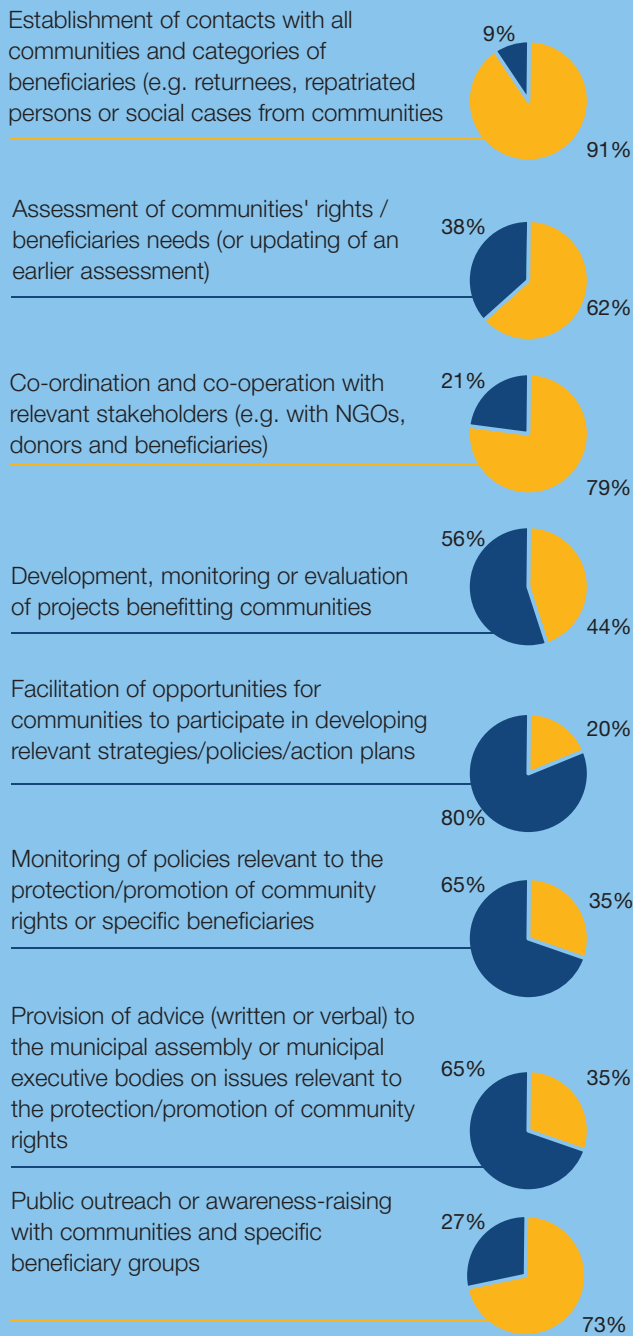 Establishment of contacts with all
communities and categories of
beneficiaries (e.g. returnees, repatriated
persons or social cases from communities
9%
91%
Assessment of communities' rights /
beneficiaries needs (or updating of an
earlier assessment)
38%
62%
Co-ordination and co-operation with
relevant stakeholders (e.g. with NGOs,
donors and beneficiaries)
21%
79%
Development, monitoring or evaluation
of projects benefitting communities
56%
44%
Facilitation of opportunities for
communities to participate in developing
relevant strategies/policies/action plans
20%
80%
Monitoring of policies relevant to the
protection/promotion of community
rights or specific beneficiaries
65%
35%
Provision of advice (written or verbal) to
the municipal assembly or municipal
executive bodies on issues relevant to
the protection/promotion of community
rights
65%
35%
Public outreach or awareness-raising
with communities and specific
beneficiary groups
27%
73%